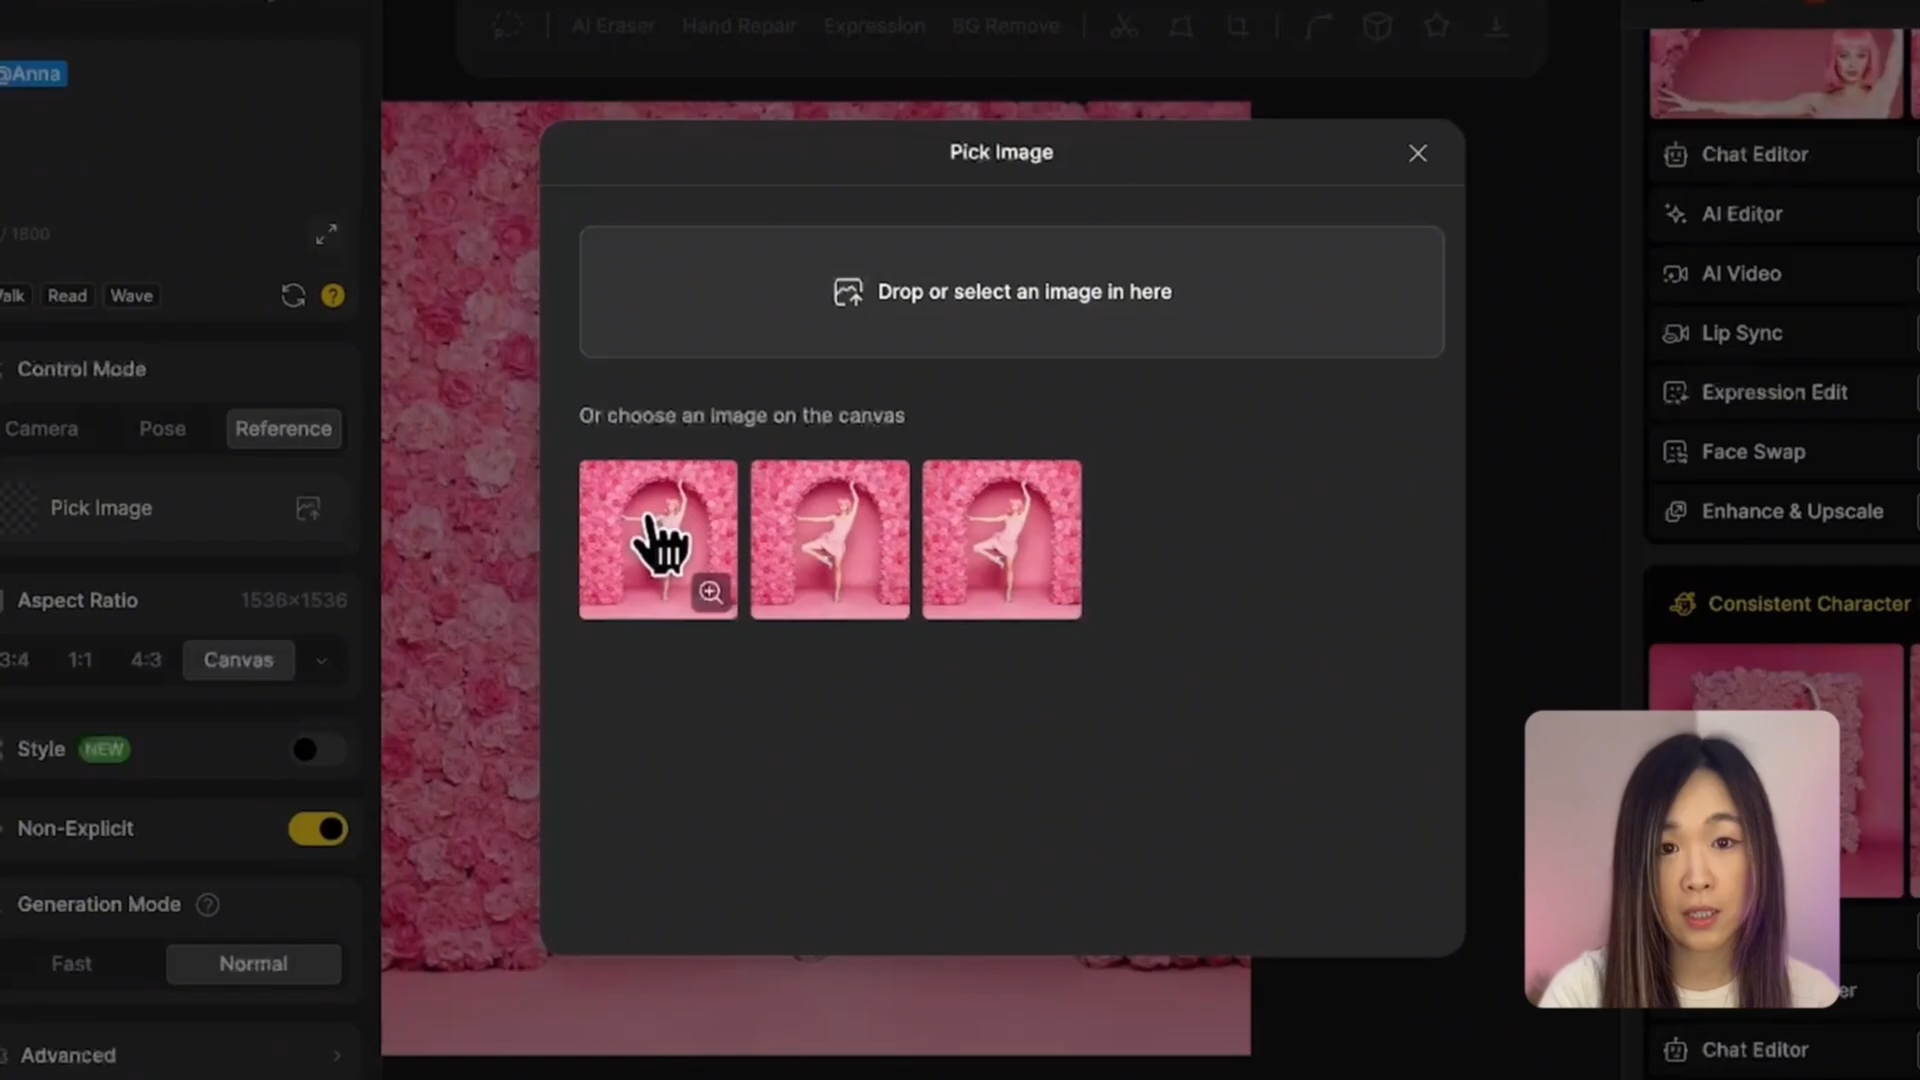 AI Eraser Hand Repair Expression BG Remove
@Anna
/ 1800
Read Wave
Control Mode
Camera Pose Reference
Pick Image
Aspect Ratio 1536×1536
3:4 1:1 4:3 Canvas
Style NEW
Non-Explicit
Generation Mode ?
Fast Normal
Advanced
Pick Image
Drop or select an image in here
Or choose an image on the canvas
Chat Editor
AI Editor
AI Video
Lip Sync
Expression Edit
Face Swap
Enhance & Upscale
Consistent Character
Chat Editor